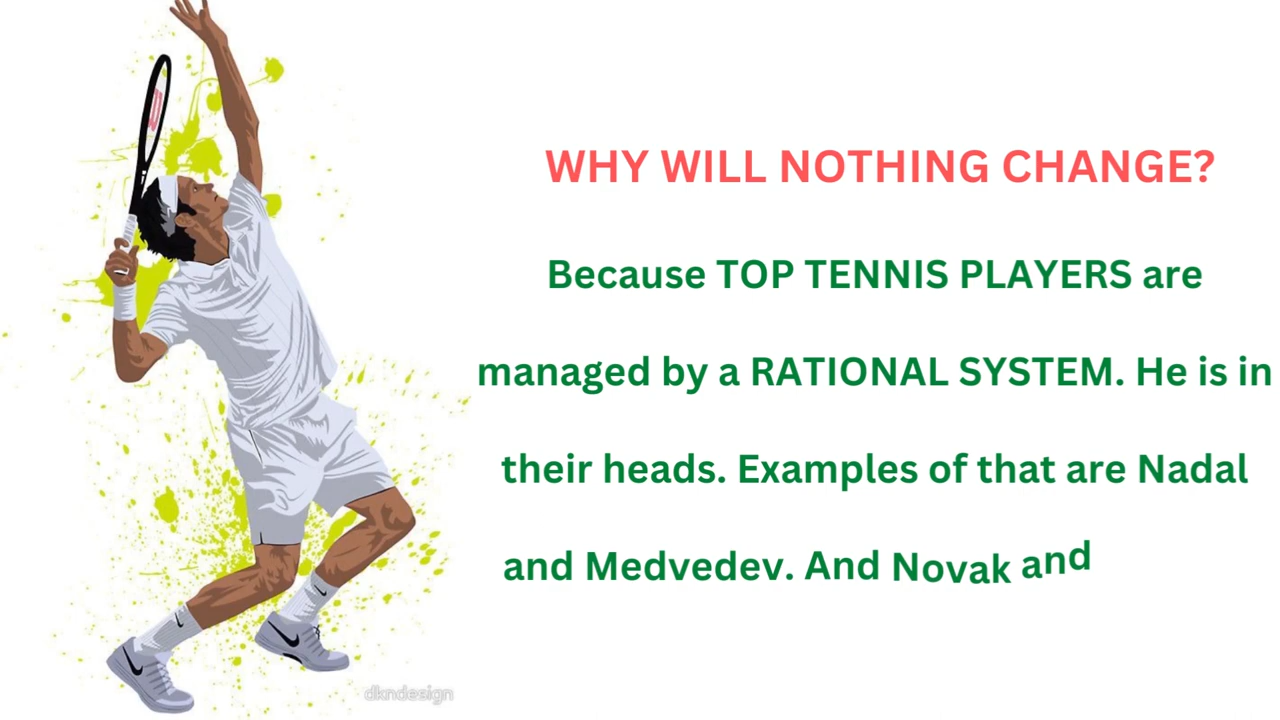 WHY WILL NOTHING CHANGE?
Because TOP TENNIS PLAYERS are
managed by a RATIONAL SYSTEM. He is in
their heads. Examples of that are Nadal
and Medvedev. And Novak and
dkndesign